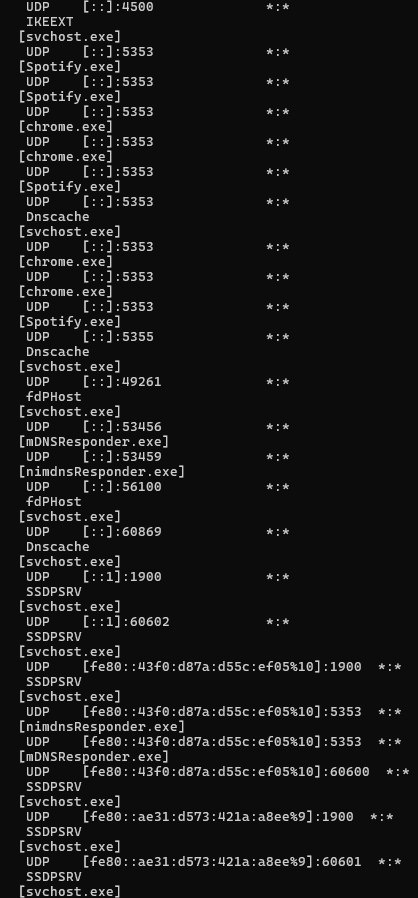 UDP    [::]:4500              *:*
IKEEXT
[svchost.exe]
UDP    [::]:5353              *:*
[Spotify.exe]
UDP    [::]:5353              *:*
[Spotify.exe]
UDP    [::]:5353              *:*
[chrome.exe]
UDP    [::]:5353              *:*
[chrome.exe]
UDP    [::]:5353              *:*
[Spotify.exe]
UDP    [::]:5353              *:*
Dnscache
[svchost.exe]
UDP    [::]:5353              *:*
[chrome.exe]
UDP    [::]:5353              *:*
[chrome.exe]
UDP    [::]:5353              *:*
[Spotify.exe]
UDP    [::]:5355              *:*
Dnscache
[svchost.exe]
UDP    [::]:49261             *:*
fdPHost
[svchost.exe]
UDP    [::]:53456             *:*
[mDNSResponder.exe]
UDP    [::]:53459             *:*
[nimdnsResponder.exe]
UDP    [::]:56100             *:*
fdPHost
[svchost.exe]
UDP    [::]:60869             *:*
Dnscache
[svchost.exe]
UDP    [::1]:1900             *:*
SSDPSRV
[svchost.exe]
UDP    [::1]:60602            *:*
SSDPSRV
[svchost.exe]
UDP    [fe80::43f0:d87a:d55c:ef05%10]:1900  *:*
SSDPSRV
[svchost.exe]
UDP    [fe80::43f0:d87a:d55c:ef05%10]:5353  *:*
[nimdnsResponder.exe]
UDP    [fe80::43f0:d87a:d55c:ef05%10]:5353  *:*
[mDNSResponder.exe]
UDP    [fe80::43f0:d87a:d55c:ef05%10]:60600  *:*
SSDPSRV
[svchost.exe]
UDP    [fe80::ae31:d573:421a:a8ee%9]:1900  *:*
SSDPSRV
[svchost.exe]
UDP    [fe80::ae31:d573:421a:a8ee%9]:60601  *:*
SSDPSRV
[svchost.exe]